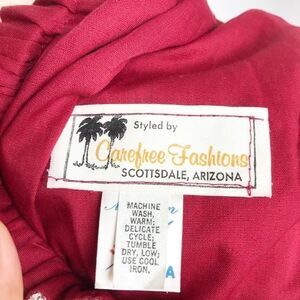 Styled by
Carefree Fashions
SCOTTSDALE, ARIZONA
MACHINE
WASH,
WARM;
DELICATE
CYCLE;
TUMBLE
DRY, LOW;
USE COOL
IRON.
A